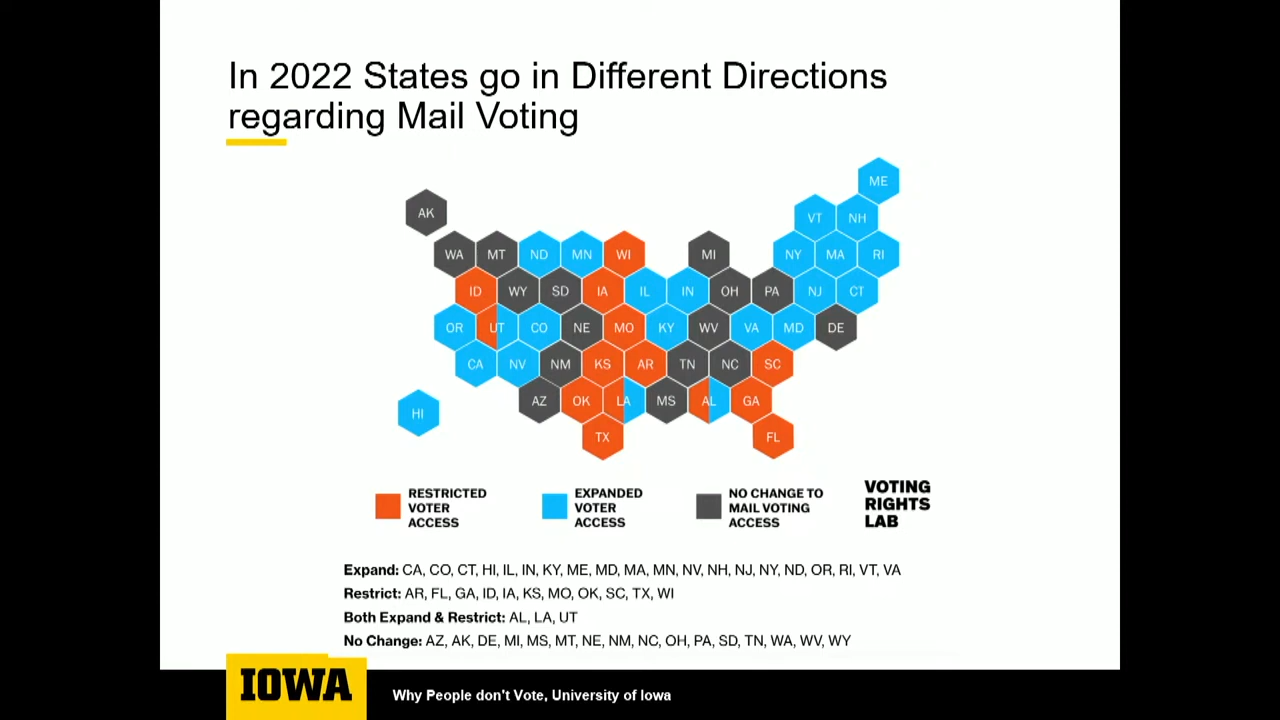 In 2022 States go in Different Directions
regarding Mail Voting
ME
AK
VT NH
WA MT ND MN WI MI NY MA RI
ID WY SD IA IL IN OH PA NJ CT
OR UT CO NE MO KY WV VA MD DE
CA NV NM KS AR TN NC SC
AZ OK LA MS AL GA
HI
TX FL
RESTRICTED
VOTER
ACCESS
EXPANDED
VOTER
ACCESS
NO CHANGE TO
MAIL VOTING
ACCESS
VOTING
RIGHTS
LAB
Expand: CA, CO, CT, HI, IL, IN, KY, ME, MD, MA, MN, NV, NH, NJ, NY, ND, OR, RI, VT, VA
Restrict: AR, FL, GA, ID, IA, KS, MO, OK, SC, TX, WI
Both Expand & Restrict: AL, LA, UT
No Change: AZ, AK, DE, MI, MS, MT, NE, NM, NC, OH, PA, SD, TN, WA, WV, WY
IOWA
Why People don't Vote, University of Iowa